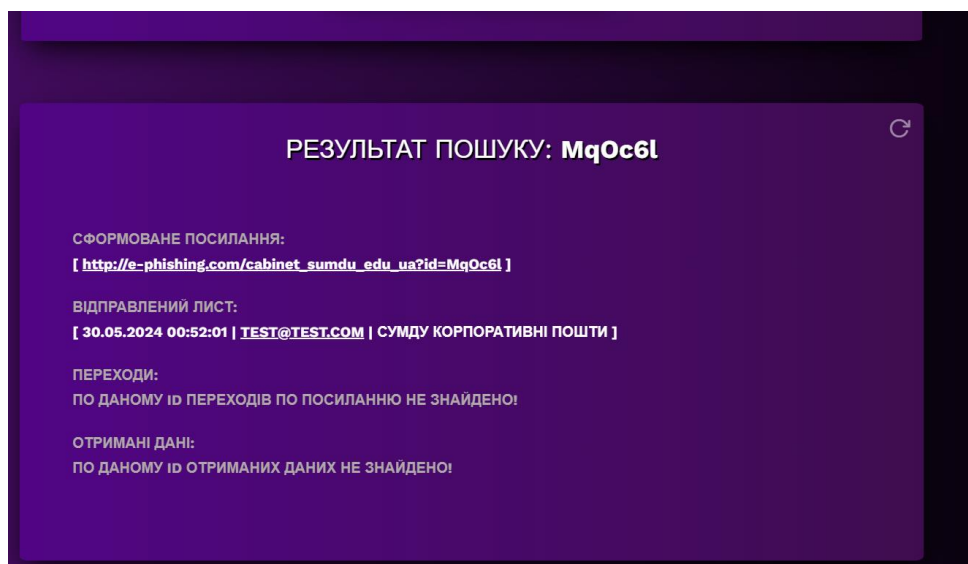 РЕЗУЛЬТАТ ПОШУКУ: MqOc6l
СФОРМОВАНЕ ПОСИЛАННЯ:
[ http://e-phishing.com/cabinet_sumdu_edu_ua?id=MqOc6l ]
ВІДПРАВЛЕНИЙ ЛИСТ:
[ 30.05.2024 00:52:01 | TEST@TEST.COM | СУМДУ КОРПОРАТИВНІ ПОШТИ ]
ПЕРЕХОДИ:
ПО ДАНОМУ ID ПЕРЕХОДІВ ПО ПОСИЛАННЮ НЕ ЗНАЙДЕНО!
ОТРИМАНІ ДАНІ:
ПО ДАНОМУ ID ОТРИМАНИХ ДАНИХ НЕ ЗНАЙДЕНО!